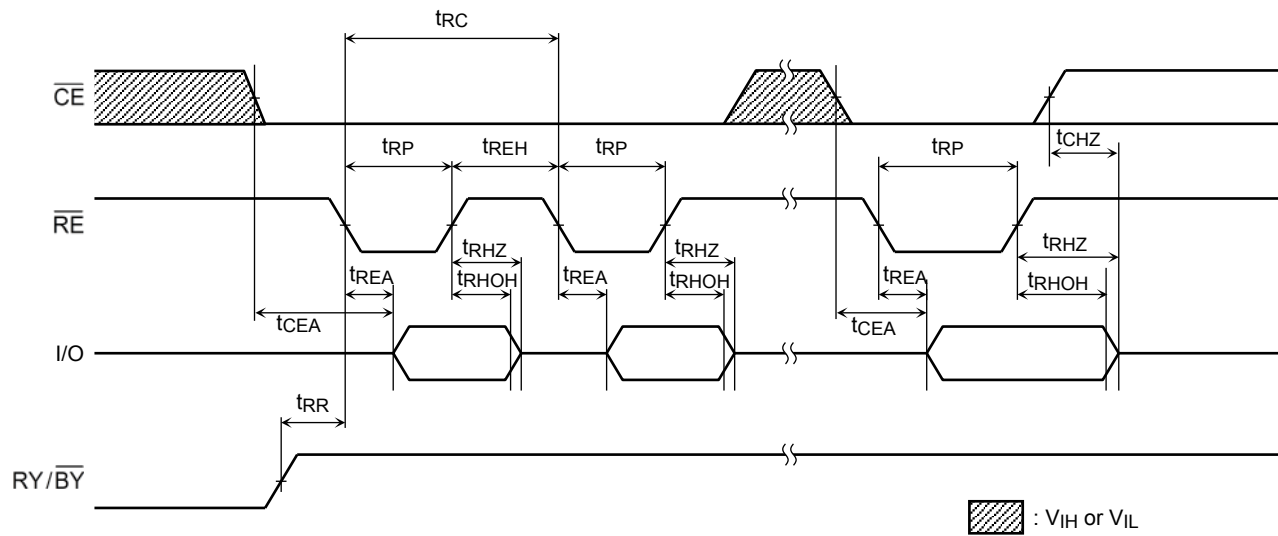 tRC
CE
tRP tREH tRP tRP tCHZ
RE
tREA tRHZ tREA tRHZ tREA tRHZ
tRHOH tRHOH tRHOH
tCEA tCEA
I/O
tRR
RY/BY
: VIH or VIL